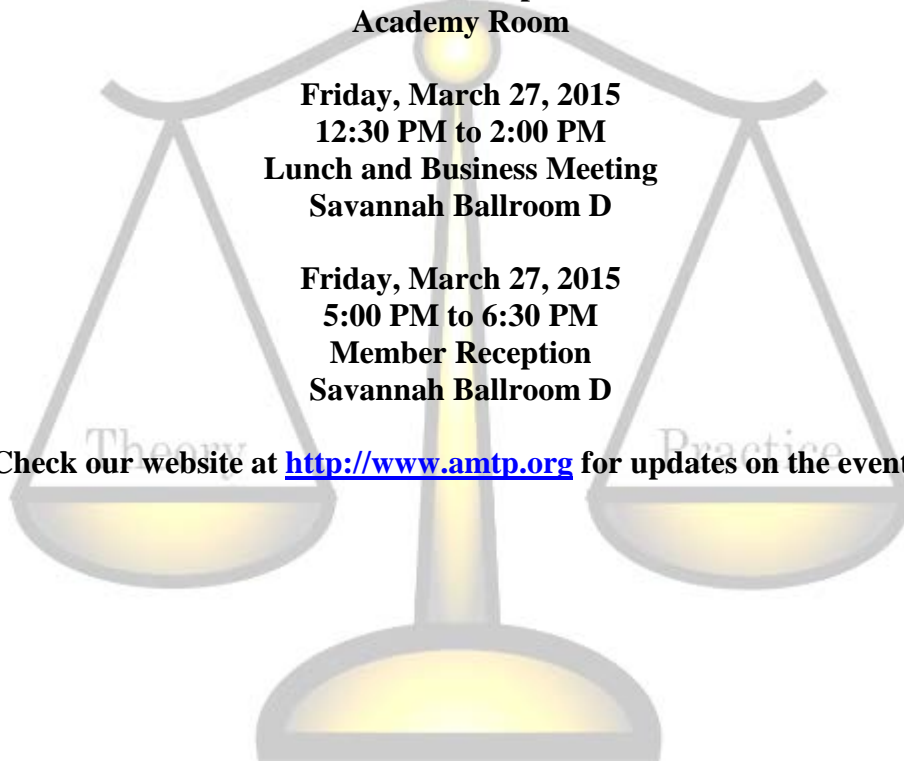 Academy Room
Friday, March 27, 2015
12:30 PM to 2:00 PM
Lunch and Business Meeting
Savannah Ballroom D
Friday, March 27, 2015
5:00 PM to 6:30 PM
Member Reception
Savannah Ballroom D
Theory Practice
Check our website at http://www.amtp.org for updates on the event